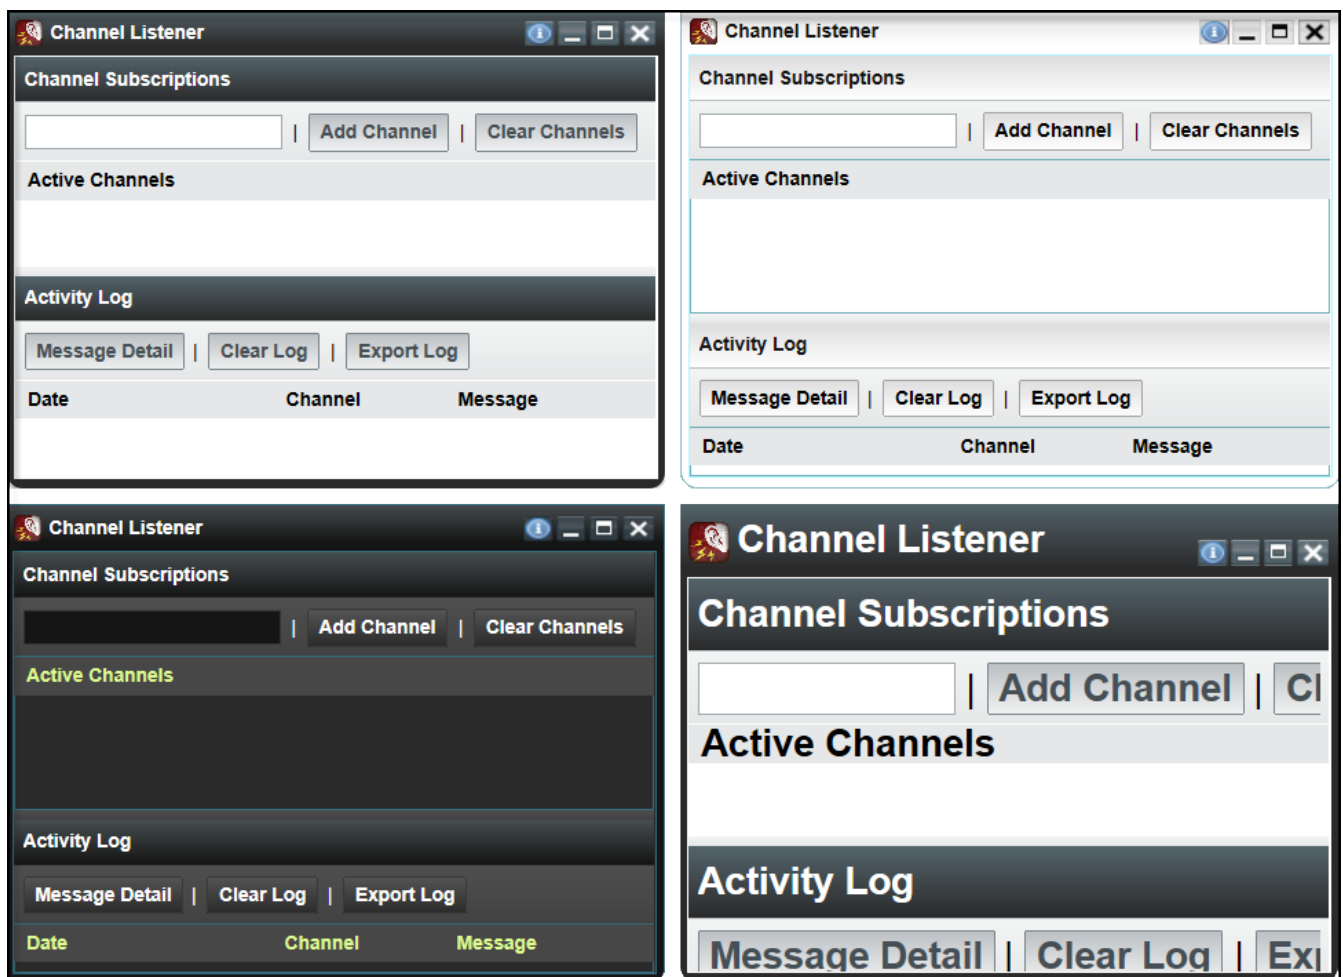 Channel Listener
Channel Subscriptions
| Add Channel | Clear Channels
Active Channels
Activity Log
Message Detail | Clear Log | Export Log
Date Channel Message
Channel Listener
Channel Subscriptions
| Add Channel | Clear Channels
Active Channels
Activity Log
Message Detail | Clear Log | Export Log
Date Channel Message
Channel Listener
Channel Subscriptions
| Add Channel | Clear Channels
Active Channels
Activity Log
Message Detail | Clear Log | Export Log
Date Channel Message
Channel Listener
Channel Subscriptions
| Add Channel | Cl
Active Channels
Activity Log
Message Detail | Clear Log | Exp